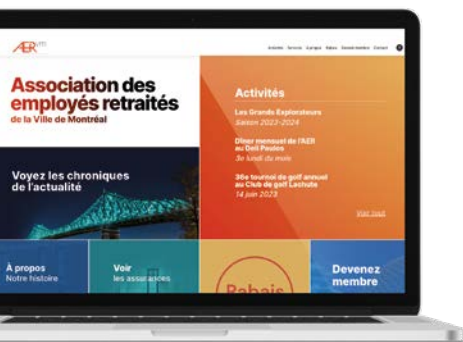 AER VM
Activités Services À propos Rabais Devenir membre Contact
Association des
employés retraités
de la Ville de Montréal
Activités
Les Grands Explorateurs
Saison 2023-2024
Dîner mensuel de l'AER
au Deli Poulos
3e lundi du mois
36e tournoi de golf annuel
au Club de golf Lachute
14 juin 2023
Voir tout
Voyez les chroniques
de l'actualité
À propos
Notre histoire
Voir
les assurances
Rabais
Devenez
membre